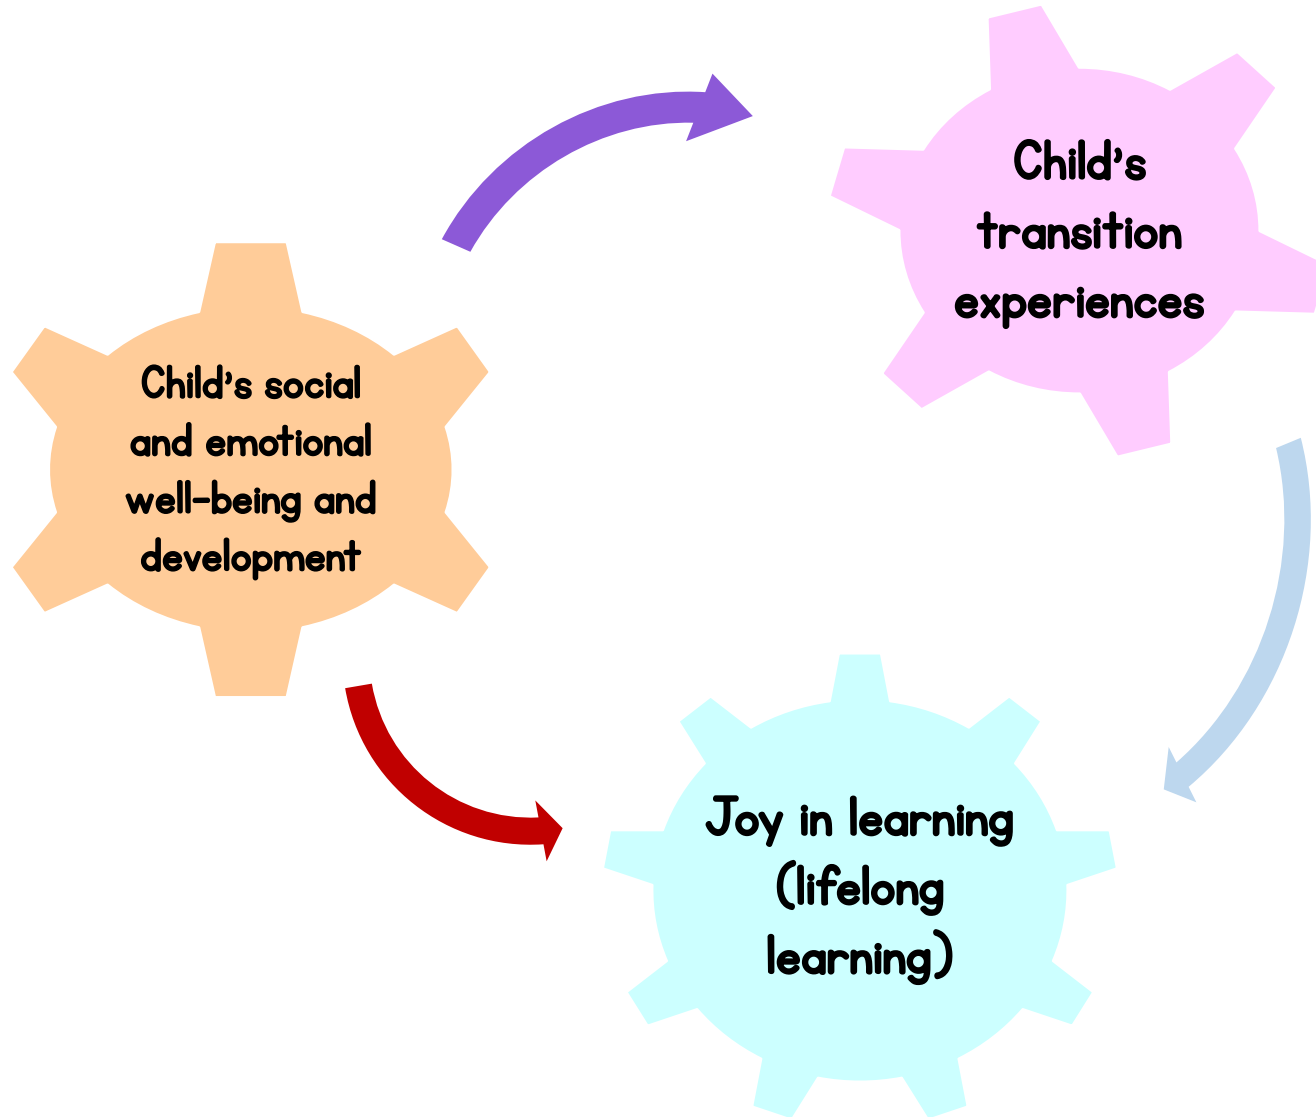 Child's social
and emotional
well-being and
development
Child's
transition
experiences
Joy in learning
(lifelong
learning)